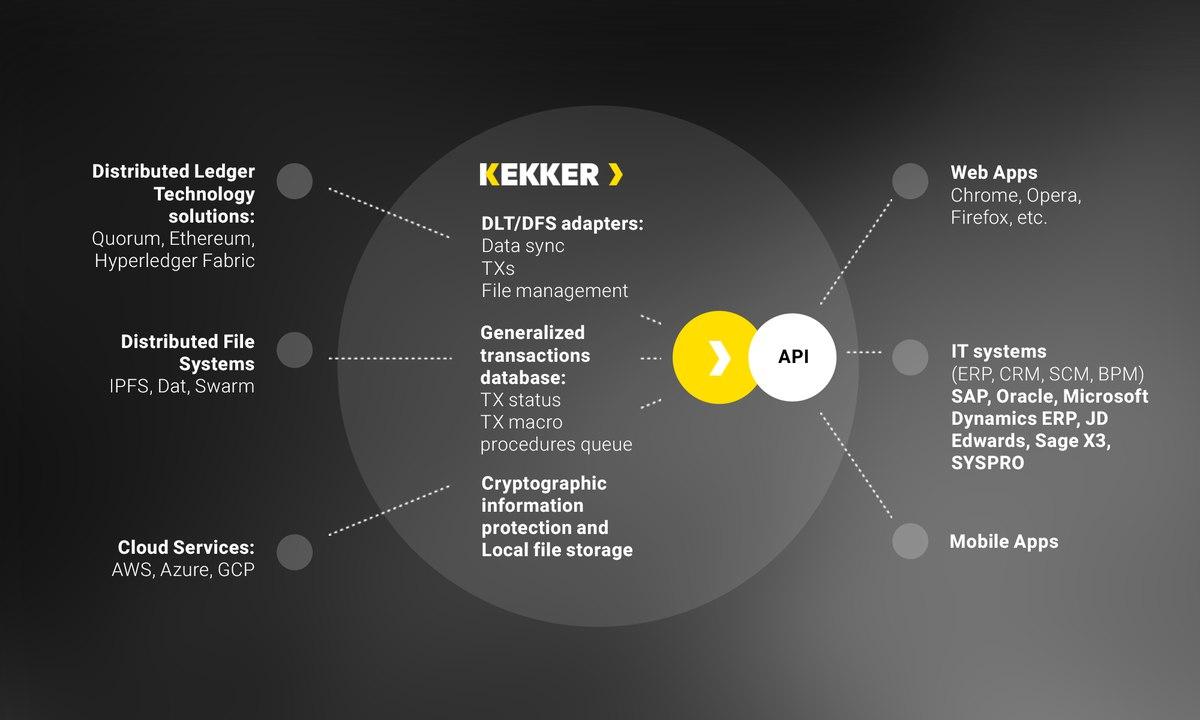 Distributed Ledger
Technology
solutions:
Quorum, Ethereum,
Hyperledger Fabric
Distributed File
Systems
IPFS, Dat, Swarm
Cloud Services:
AWS, Azure, GCP
KEKKER
DLT/DFS adapters:
Data sync
TXs
File management
Generalized
transactions
database:
TX status
TX macro
procedures queue
Cryptographic
information
protection and
Local file storage
API
Web Apps
Chrome, Opera,
Firefox, etc.
IT systems
(ERP, CRM, SCM, BPM)
SAP, Oracle, Microsoft
Dynamics ERP, JD
Edwards, Sage X3,
SYSPRO
Mobile Apps